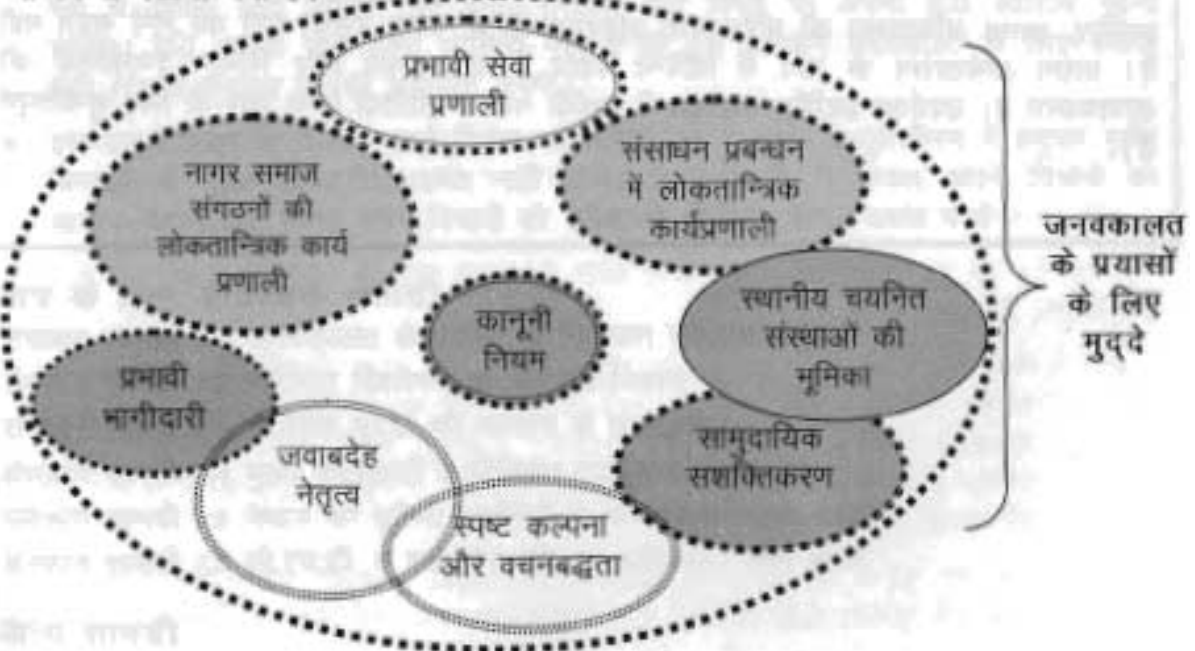 प्रभावी सेवा
प्रणाली
नागर समाज
संगठनों की
लोकतान्त्रिक कार्य
प्रणाली
संसाधन प्रबन्धन
में लोकतान्त्रिक
कार्यप्रणाली
कानूनी
नियम
स्थानीय चयनित
संस्थाओं की
भूमिका
प्रभावी
भागीदारी
जवाबदेह
नेतृत्व
स्पष्ट कल्पना
और वचनबद्धता
सामुदायिक
सशक्तिकरण
जनवकालत
के प्रयासों
के लिए
मुद्दे